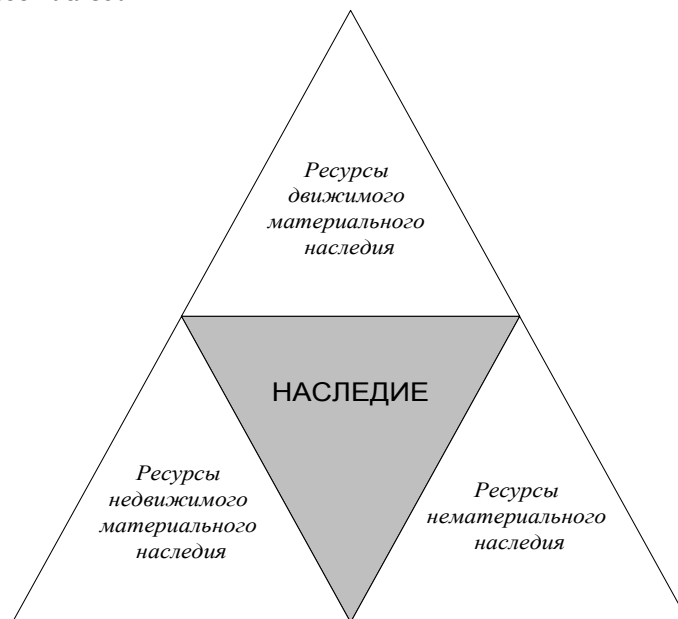 Ресурсы
движимого
материального
наследия
НАСЛЕДИЕ
Ресурсы
недвижимого
материального
наследия
Ресурсы
нематериального
наследия